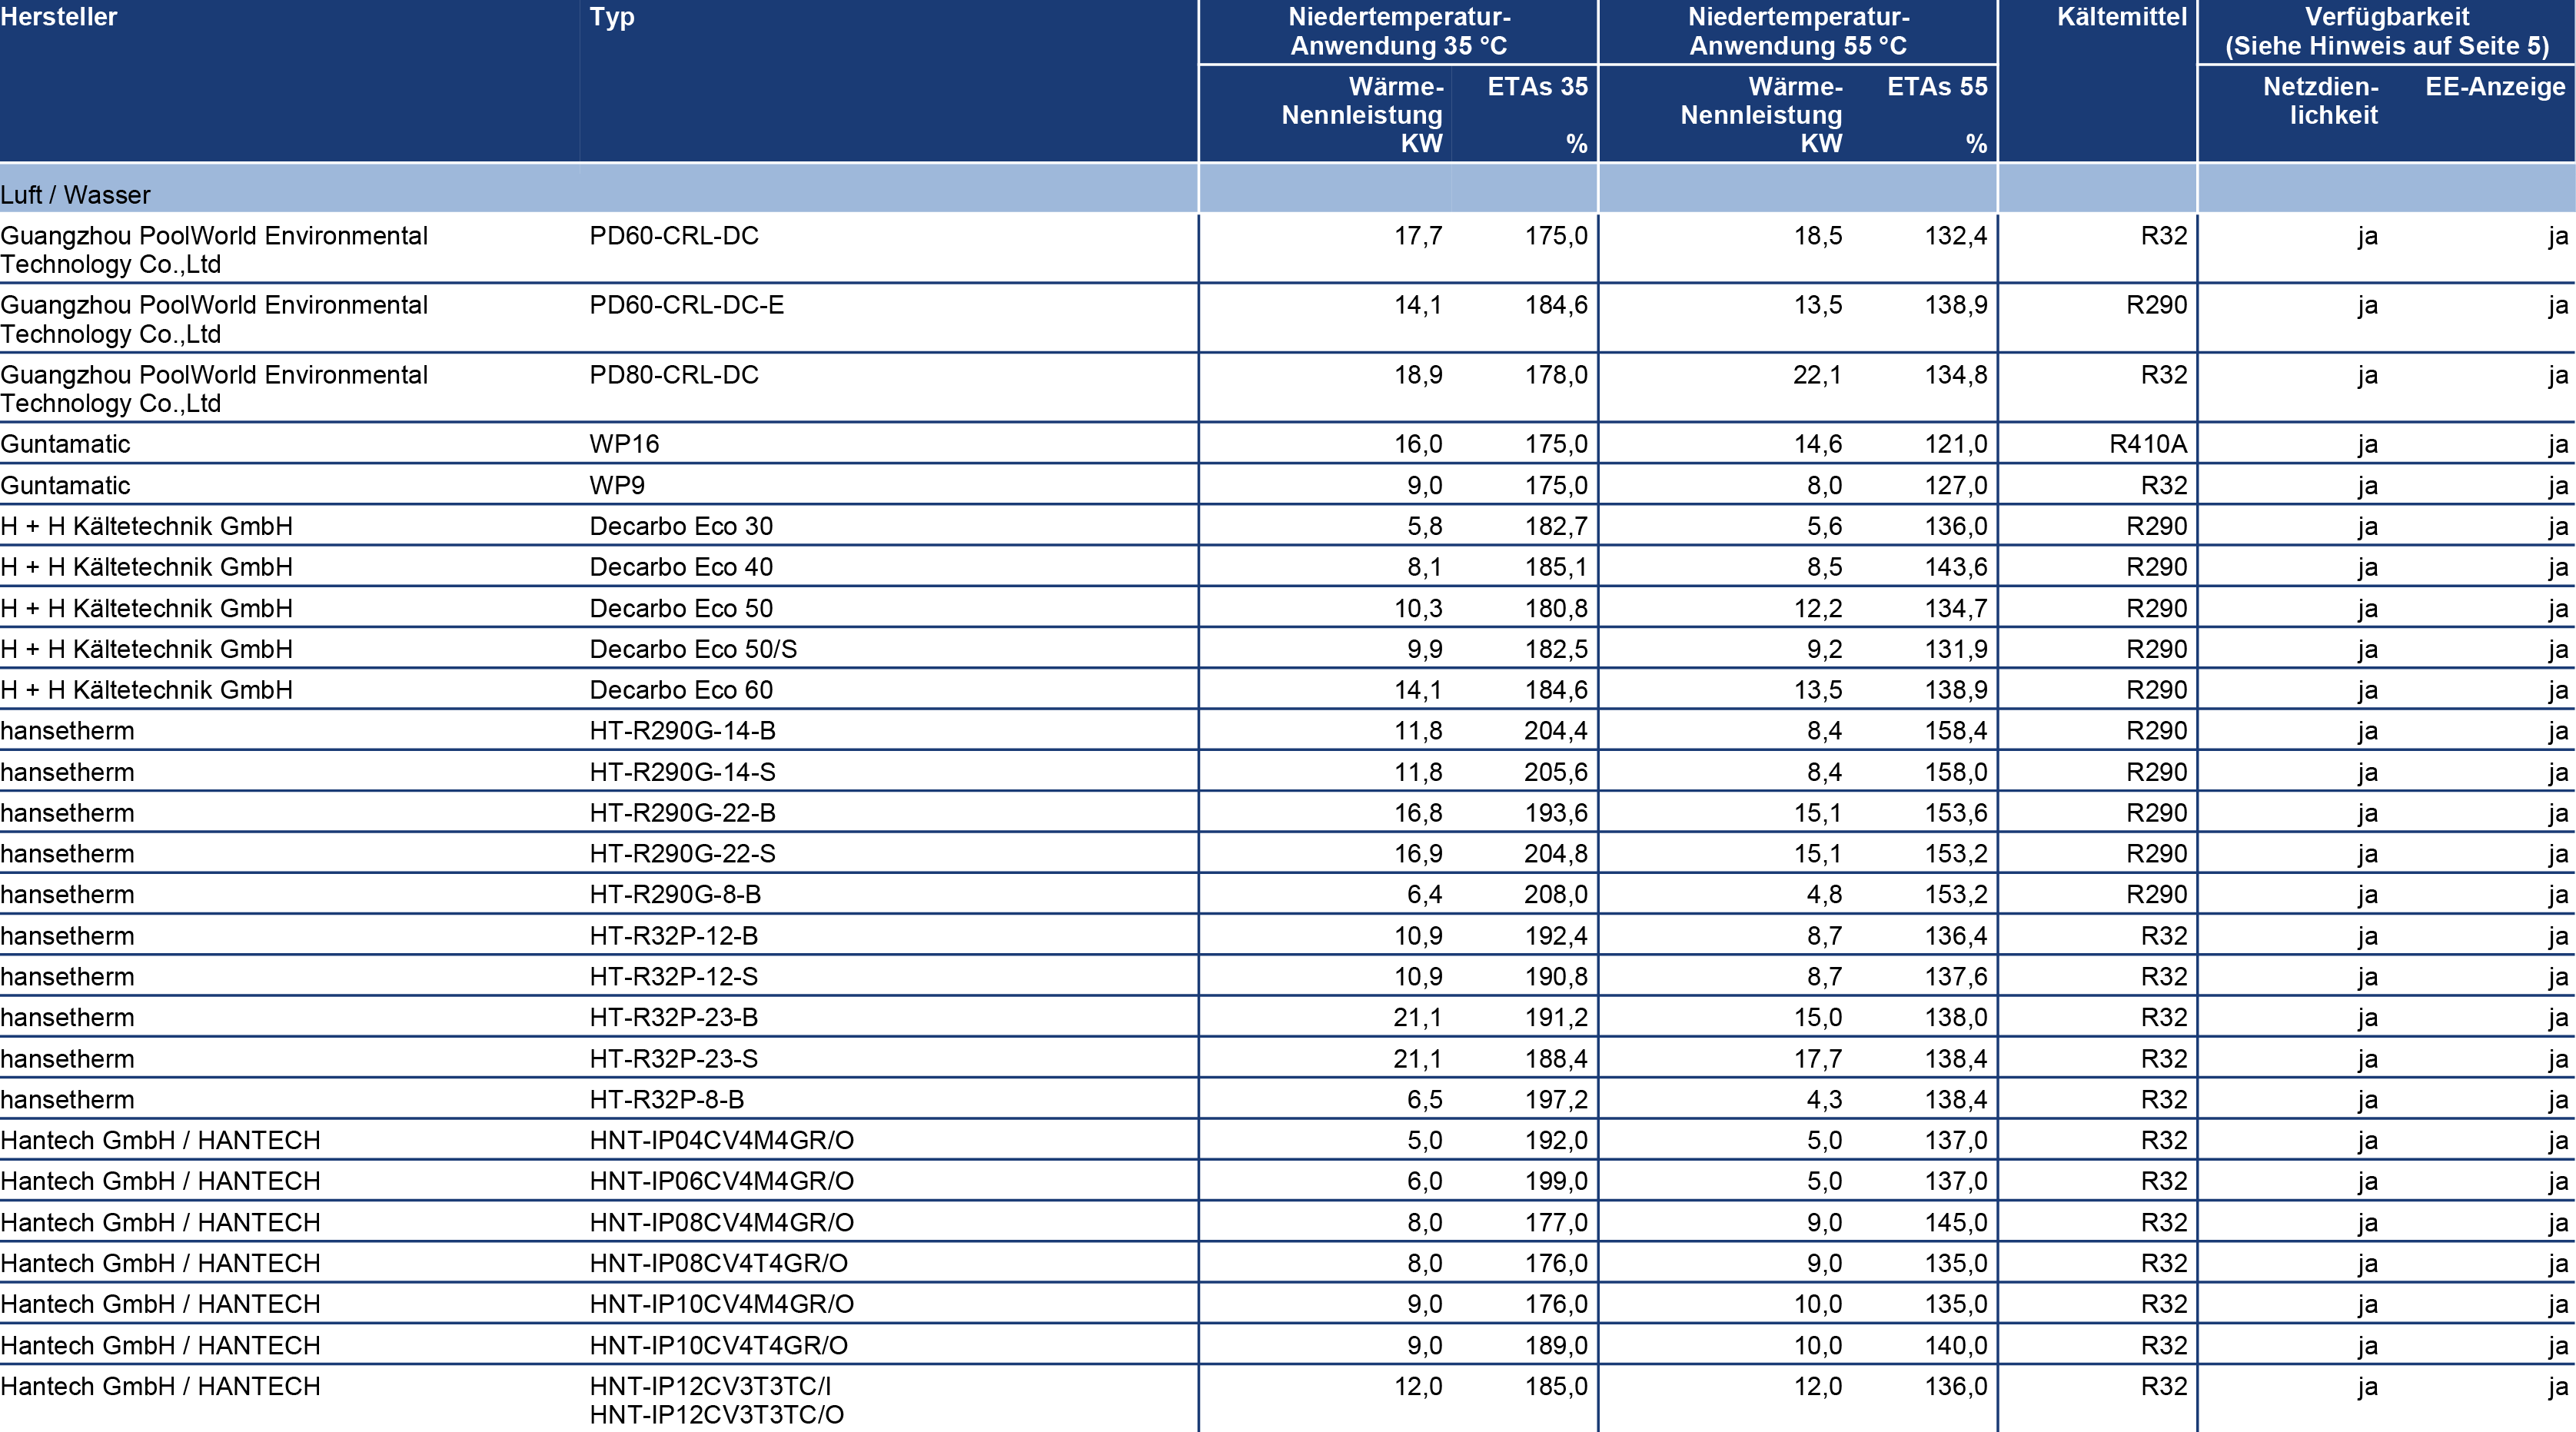 Hersteller Typ Niedertemperatur- Niedertemperatur- Kältemittel Verfügbarkeit
Anwendung 35 °C Anwendung 55 °C (Siehe Hinweis auf Seite 5)
Wärme- ETAs 35 Wärme- ETAs 55 Netzdien- EE-Anzeige
Nennleistung Nennleistung lichkeit
KW % KW %
Luft / Wasser
Guangzhou PoolWorld Environmental PD60-CRL-DC 17,7 175,0 18,5 132,4 R32 ja ja
Technology Co.,Ltd
Guangzhou PoolWorld Environmental PD60-CRL-DC-E 14,1 184,6 13,5 138,9 R290 ja ja
Technology Co.,Ltd
Guangzhou PoolWorld Environmental PD80-CRL-DC 18,9 178,0 22,1 134,8 R32 ja ja
Technology Co.,Ltd
Guntamatic WP16 16,0 175,0 14,6 121,0 R410A ja ja
Guntamatic WP9 9,0 175,0 8,0 127,0 R32 ja ja
H + H Kältetechnik GmbH Decarbo Eco 30 5,8 182,7 5,6 136,0 R290 ja ja
H + H Kältetechnik GmbH Decarbo Eco 40 8,1 185,1 8,5 143,6 R290 ja ja
H + H Kältetechnik GmbH Decarbo Eco 50 10,3 180,8 12,2 134,7 R290 ja ja
H + H Kältetechnik GmbH Decarbo Eco 50/S 9,9 182,5 9,2 131,9 R290 ja ja
H + H Kältetechnik GmbH Decarbo Eco 60 14,1 184,6 13,5 138,9 R290 ja ja
hansetherm HT-R290G-14-B 11,8 204,4 8,4 158,4 R290 ja ja
hansetherm HT-R290G-14-S 11,8 205,6 8,4 158,0 R290 ja ja
hansetherm HT-R290G-22-B 16,8 193,6 15,1 153,6 R290 ja ja
hansetherm HT-R290G-22-S 16,9 204,8 15,1 153,2 R290 ja ja
hansetherm HT-R290G-8-B 6,4 208,0 4,8 153,2 R290 ja ja
hansetherm HT-R32P-12-B 10,9 192,4 8,7 136,4 R32 ja ja
hansetherm HT-R32P-12-S 10,9 190,8 8,7 137,6 R32 ja ja
hansetherm HT-R32P-23-B 21,1 191,2 15,0 138,0 R32 ja ja
hansetherm HT-R32P-23-S 21,1 188,4 17,7 138,4 R32 ja ja
hansetherm HT-R32P-8-B 6,5 197,2 4,3 138,4 R32 ja ja
Hantech GmbH / HANTECH HNT-IP04CV4M4GR/O 5,0 192,0 5,0 137,0 R32 ja ja
Hantech GmbH / HANTECH HNT-IP06CV4M4GR/O 6,0 199,0 5,0 137,0 R32 ja ja
Hantech GmbH / HANTECH HNT-IP08CV4M4GR/O 8,0 177,0 9,0 145,0 R32 ja ja
Hantech GmbH / HANTECH HNT-IP08CV4T4GR/O 8,0 176,0 9,0 135,0 R32 ja ja
Hantech GmbH / HANTECH HNT-IP10CV4M4GR/O 9,0 176,0 10,0 135,0 R32 ja ja
Hantech GmbH / HANTECH HNT-IP10CV4T4GR/O 9,0 189,0 10,0 140,0 R32 ja ja
Hantech GmbH / HANTECH HNT-IP12CV3T3TC/I 12,0 185,0 12,0 136,0 R32 ja ja
HNT-IP12CV3T3TC/O